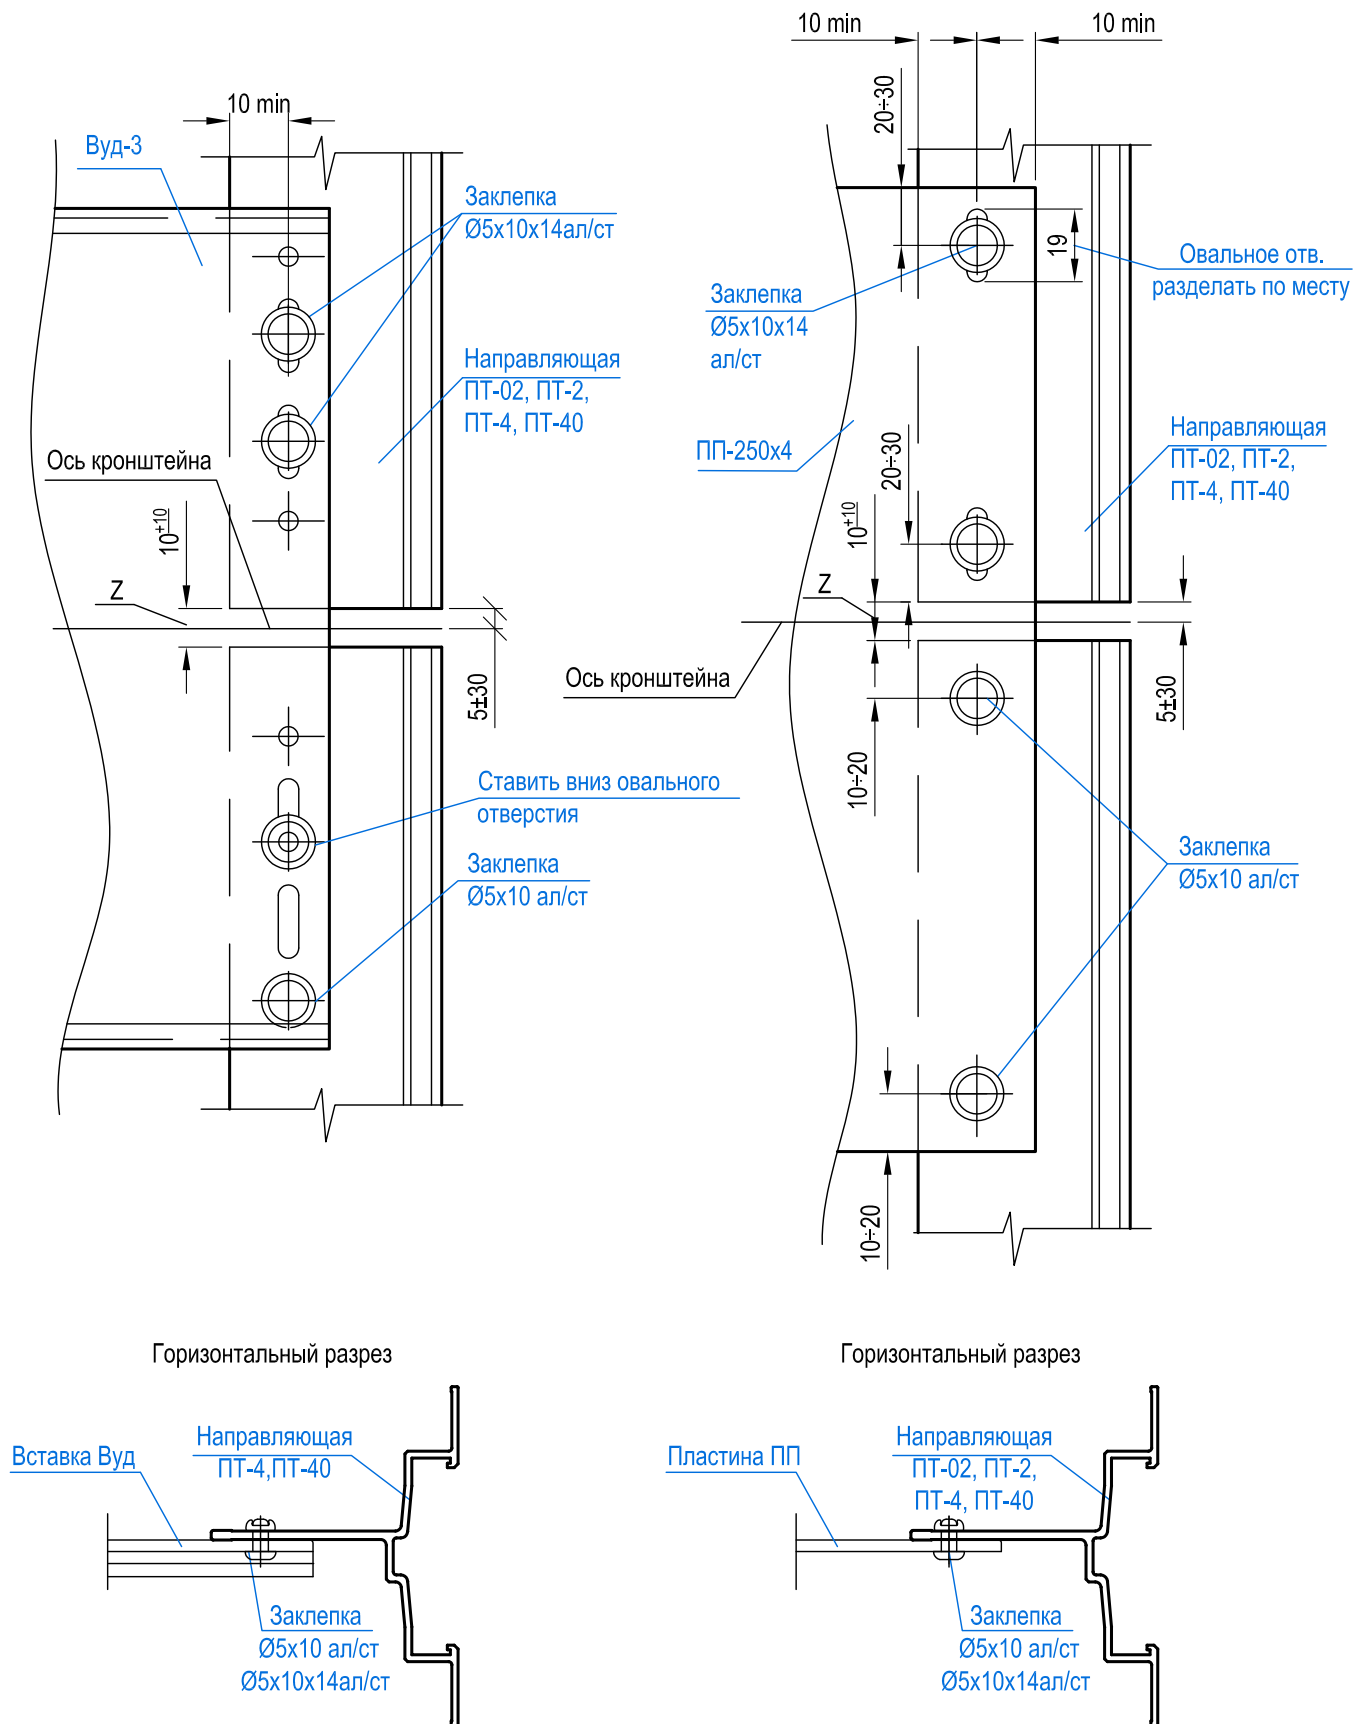 10 min
Вуд-3
Заклепка
Ø5x10x14ал/ст
Направляющая
ПТ-02, ПТ-2,
ПТ-4, ПТ-40
Ось кронштейна
10+10
Z
5±30
Ставить вниз овального
отверстия
Заклепка
Ø5x10 ал/ст
10 min
10 min
20÷30
19
Овальное отв.
разделать по месту
Заклепка
Ø5x10x14
ал/ст
ПП-250x4
20÷30
Направляющая
ПТ-02, ПТ-2,
ПТ-4, ПТ-40
10+10
Z
Ось кронштейна
5±30
10÷20
Заклепка
Ø5x10 ал/ст
10÷20
Горизонтальный разрез
Вставка Вуд
Направляющая
ПТ-4,ПТ-40
Заклепка
Ø5x10 ал/ст
Ø5x10x14ал/ст
Горизонтальный разрез
Пластина ПП
Направляющая
ПТ-02, ПТ-2,
ПТ-4, ПТ-40
Заклепка
Ø5x10 ал/ст
Ø5x10x14ал/ст